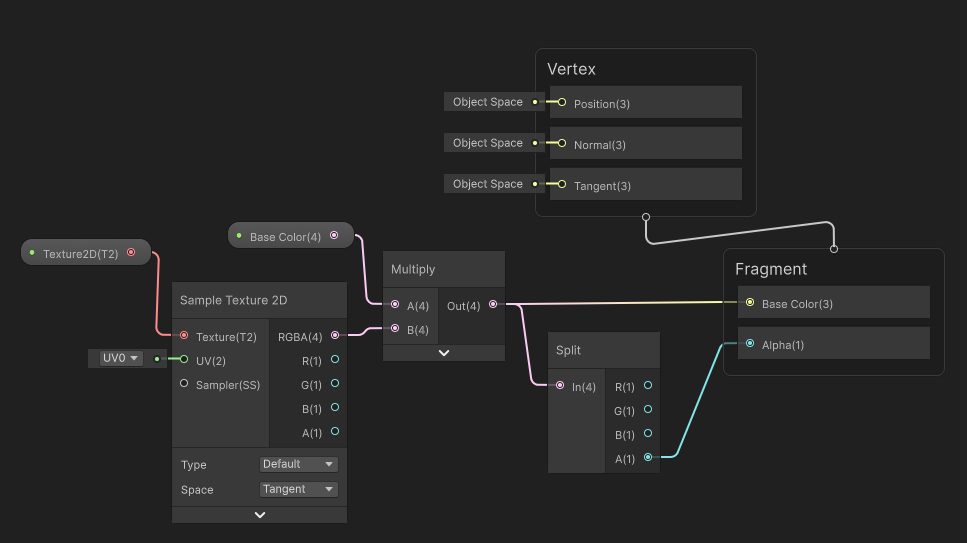 Vertex
Object Space
Position(3)
Object Space
Normal(3)
Object Space
Tangent(3)
Texture2D(T2)
Base Color(4)
Sample Texture 2D
Texture(T2)
RGBA(4)
UV0
UV(2)
R(1)
Sampler(SS)
G(1)
B(1)
A(1)
Type
Default
Space
Tangent
Multiply
A(4)
Out(4)
B(4)
Split
In(4)
R(1)
G(1)
B(1)
A(1)
Fragment
Base Color(3)
Alpha(1)